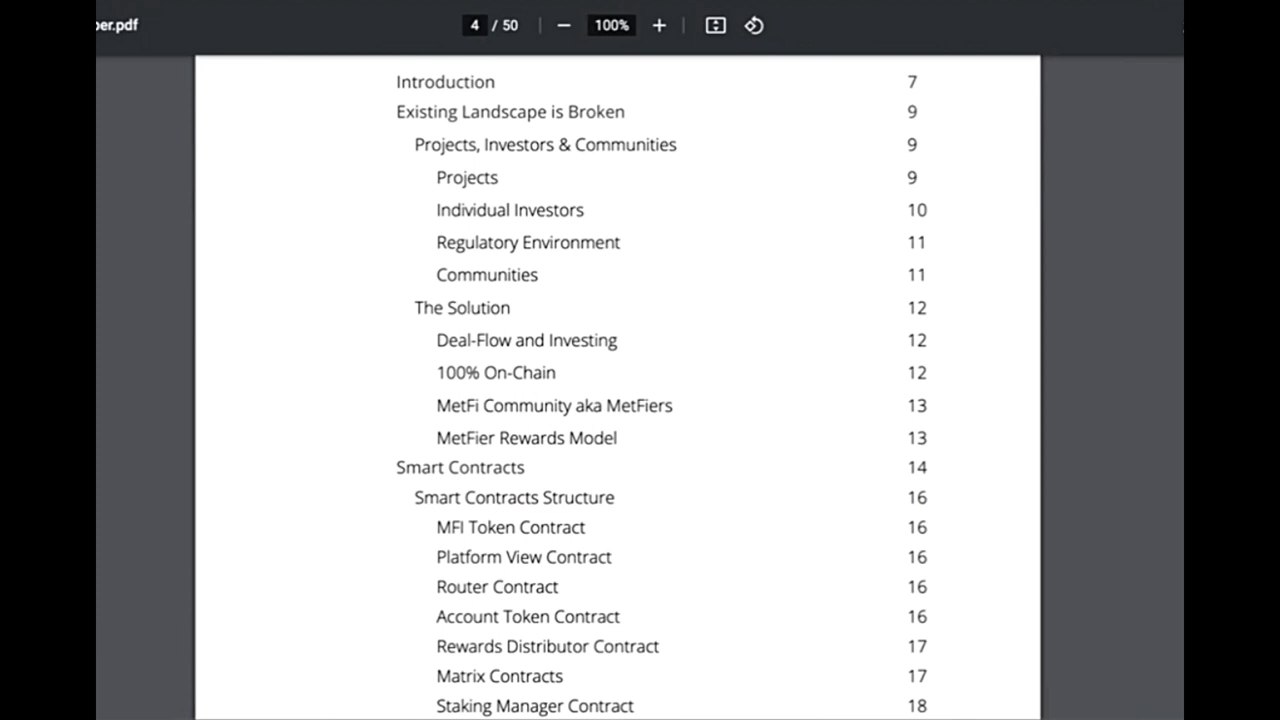 per.pdf 4 / 50 100%
Introduction 7
Existing Landscape is Broken 9
Projects, Investors & Communities 9
Projects 9
Individual Investors 10
Regulatory Environment 11
Communities 11
The Solution 12
Deal-Flow and Investing 12
100% On-Chain 12
MetFi Community aka MetFiers 13
MetFier Rewards Model 13
Smart Contracts 14
Smart Contracts Structure 16
MFI Token Contract 16
Platform View Contract 16
Router Contract 16
Account Token Contract 16
Rewards Distributor Contract 17
Matrix Contracts 17
Staking Manager Contract 18